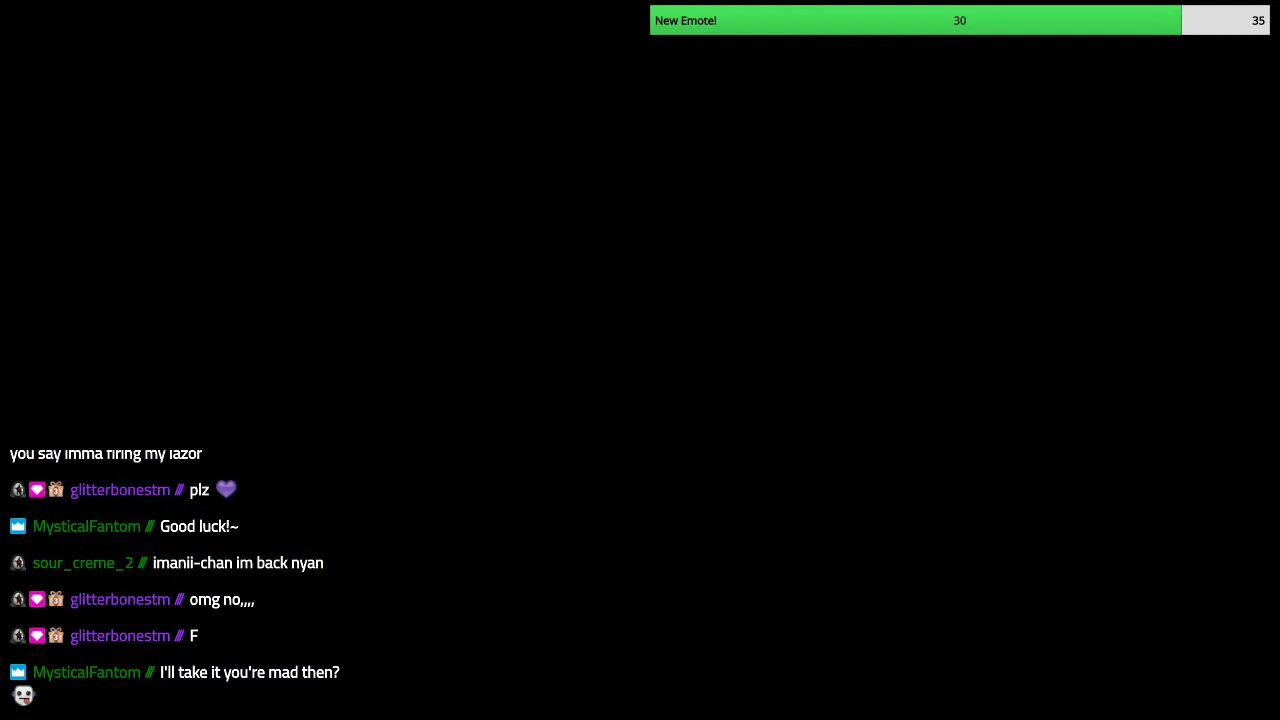 New Emote! 30 35
you say imma firing my lazor
glitterbonestm /// plz
MysticalFantom /// Good luck!~
sour_creme_2 /// imanii-chan im back nyan
glitterbonestm /// omg no,,,,
glitterbonestm /// F
MysticalFantom /// I'll take it you're mad then?